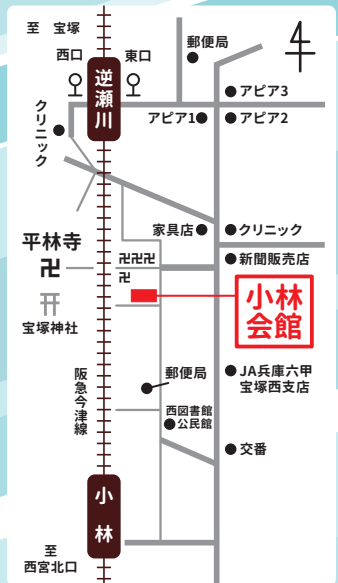 至 宝塚
郵便局
西口
東口
逆瀬川
アピア3
アピア1
アピア2
クリニック
家具店
クリニック
平林寺
卍
卍卍卍
卍
新聞販売店
小林
会館
宝塚神社
阪急今津線
郵便局
JA兵庫六甲
宝塚西支店
西図書館
公民館
交番
小林
至
西宮北口